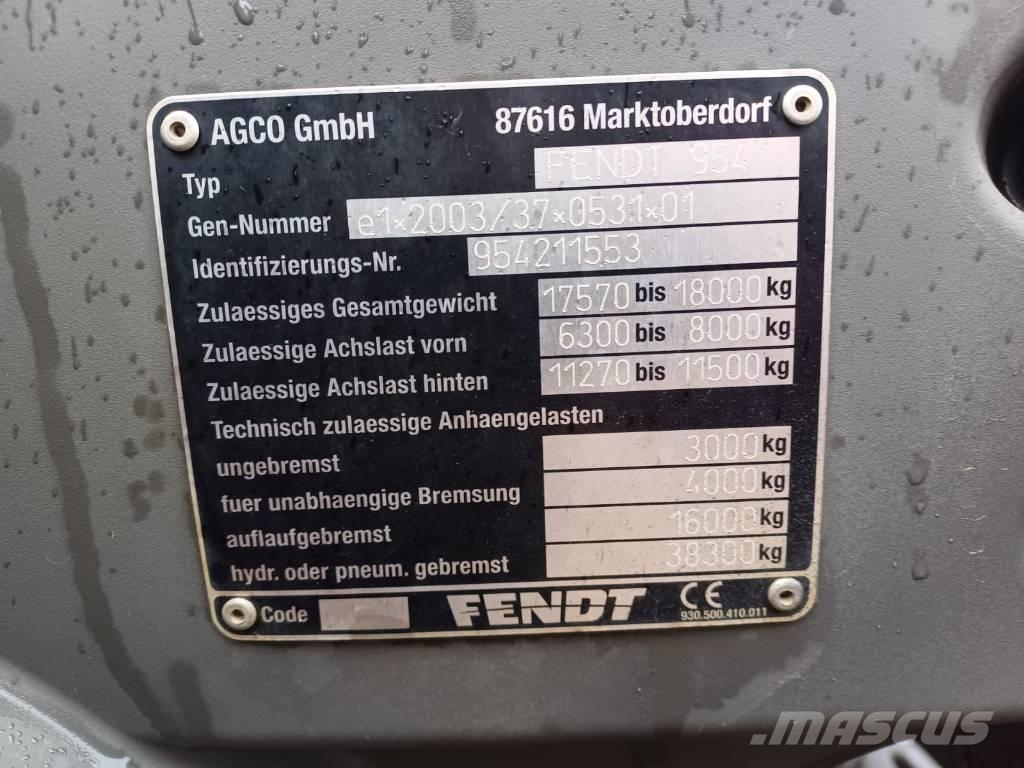 AGCO GmbH 87616 Marktoberdorf
Typ FENDT 954
Gen-Nummer e1*2003/37*0531*01
Identifizierungs-Nr. 954211553
Zulaessiges Gesamtgewicht 17570 bis 18000 kg
Zulaessige Achslast vorn 6300 bis 8000 kg
Zulaessige Achslast hinten 11270 bis 11500 kg
Technisch zulaessige Anhaengelasten
ungebremst 3000 kg
fuer unabhaengige Bremsung 4000 kg
auflaufgebremst 16000 kg
hydr. oder pneum. gebremst 38300 kg
Code FENDT CE
930.500.410.011
MASCUS